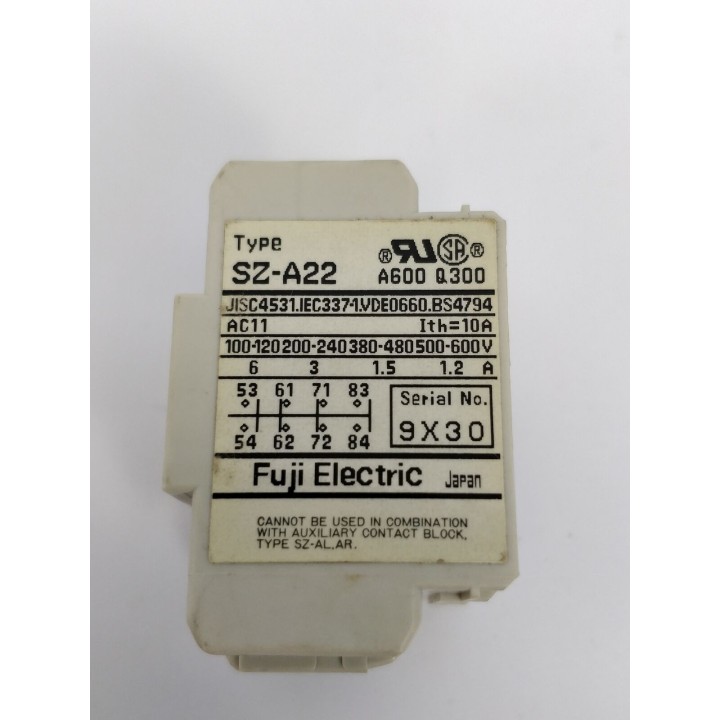 Type
SZ-A22
® RU ® SA
A600 Q300
JISC4531.IEC337-1.VDE0660.BS4794
AC11 Ith=10A
100-120 200-240 380-480 500-600V
6 3 1.5 1.2 A
53 61 71 83
54 62 72 84
Serial No.
9X30
Fuji Electric Japan
CANNOT BE USED IN COMBINATION
WITH AUXILIARY CONTACT BLOCK,
TYPE SZ-AL,AR.